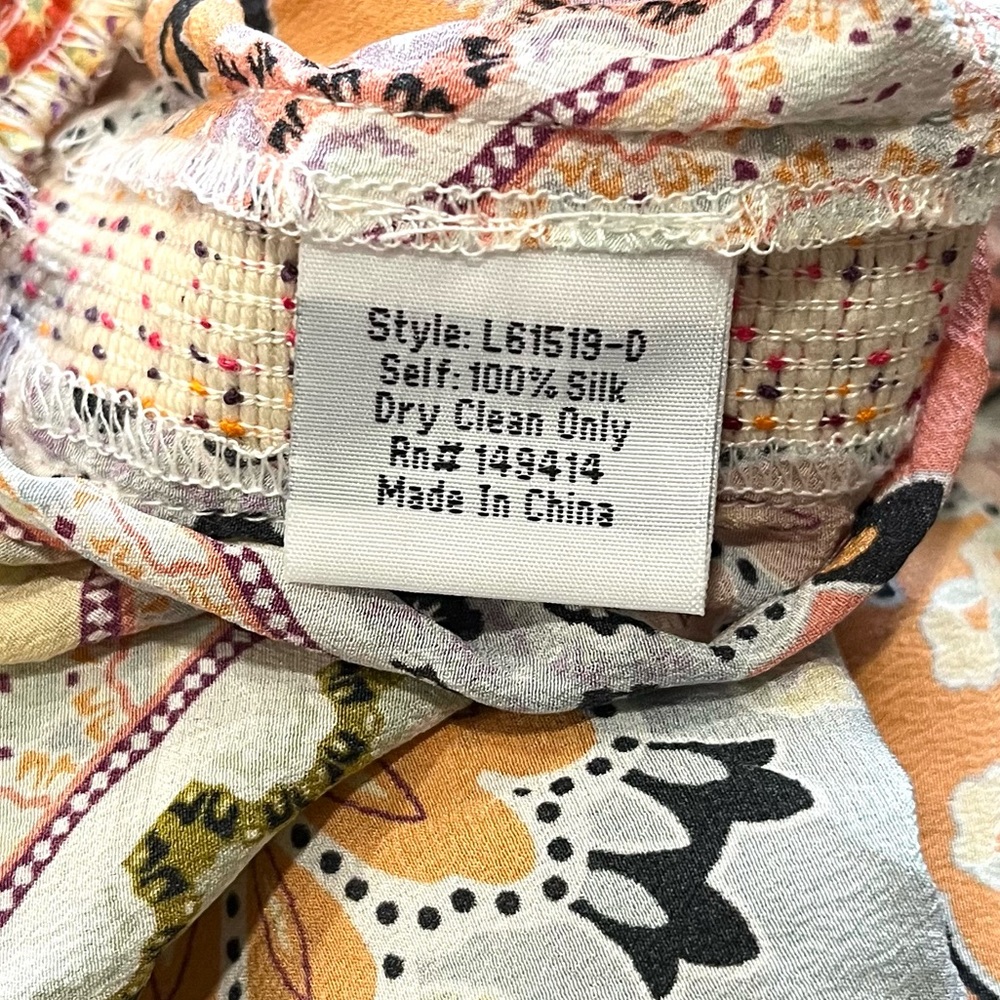 Style: L61519-D
Self: 100% Silk
Dry Clean Only
Rn# 149414
Made In China